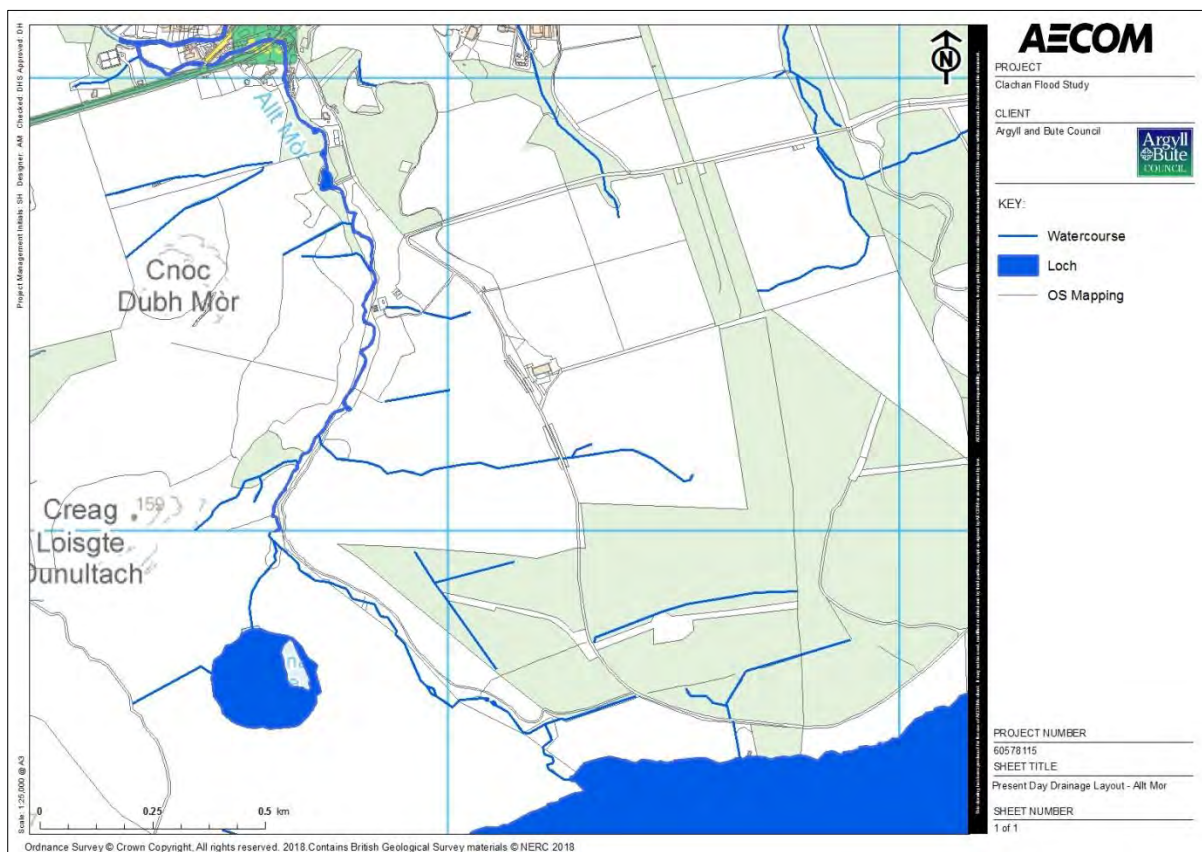 Project Management Initials: SH Designer: AM Checked: DHS Approved: DH
Allt Mòr
Cnoc
Dubh Mòr
159
Creag
Loisgte
Dunultach
N
Scale: 1:25,000 @ A3
0 0.25 0.5 km
Ordnance Survey © Crown Copyright, All rights reserved. 2018.Contains British Geological Survey materials © NERC 2018
AECOM
PROJECT
Clachan Flood Study
CLIENT
Argyll and Bute Council
Argyll
Bute
COUNCIL
KEY:
Watercourse
Loch
OS Mapping
PROJECT NUMBER
60578115
SHEET TITLE
Present Day Drainage Layout - Allt Mor
SHEET NUMBER
1 of 1